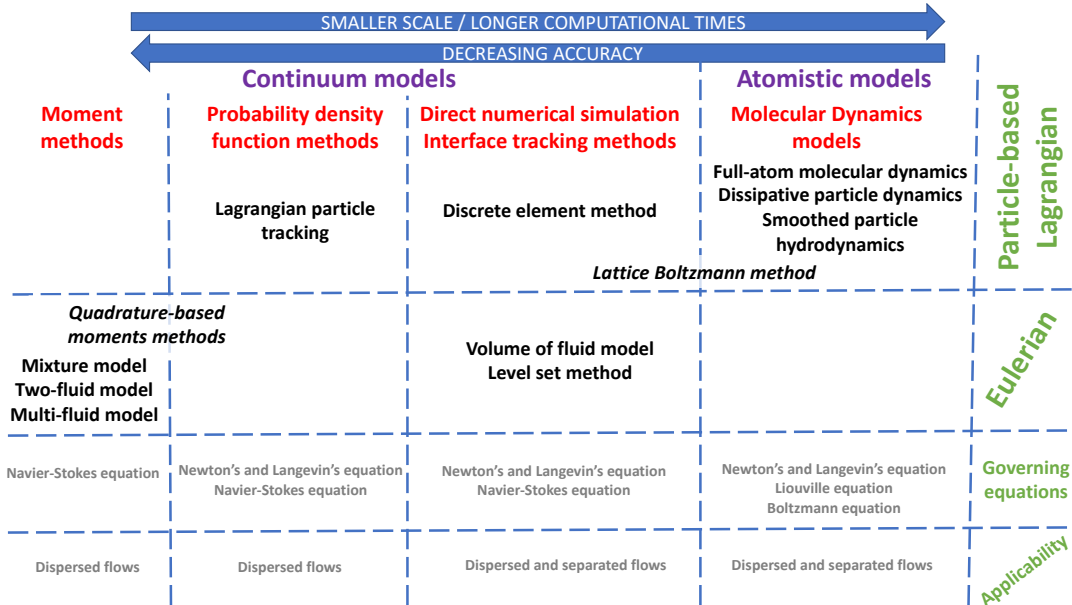 SMALLER SCALE / LONGER COMPUTATIONAL TIMES
DECREASING ACCURACY
Continuum models
Atomistic models
Moment
methods
Probability density
function methods
Direct numerical simulation
Interface tracking methods
Molecular Dynamics
models
Particle-based
Lagrangian
Lagrangian particle
tracking
Discrete element method
Full-atom molecular dynamics
Dissipative particle dynamics
Smoothed particle
hydrodynamics
Lattice Boltzmann method
Quadrature-based
moments methods
Mixture model
Two-fluid model
Multi-fluid model
Volume of fluid model
Level set method
Eulerian
Navier-Stokes equation
Newton's and Langevin's equation
Navier-Stokes equation
Newton's and Langevin's equation
Navier-Stokes equation
Newton's and Langevin's equation
Liouville equation
Boltzmann equation
Governing
equations
Dispersed flows
Dispersed flows
Dispersed and separated flows
Dispersed and separated flows
Applicability